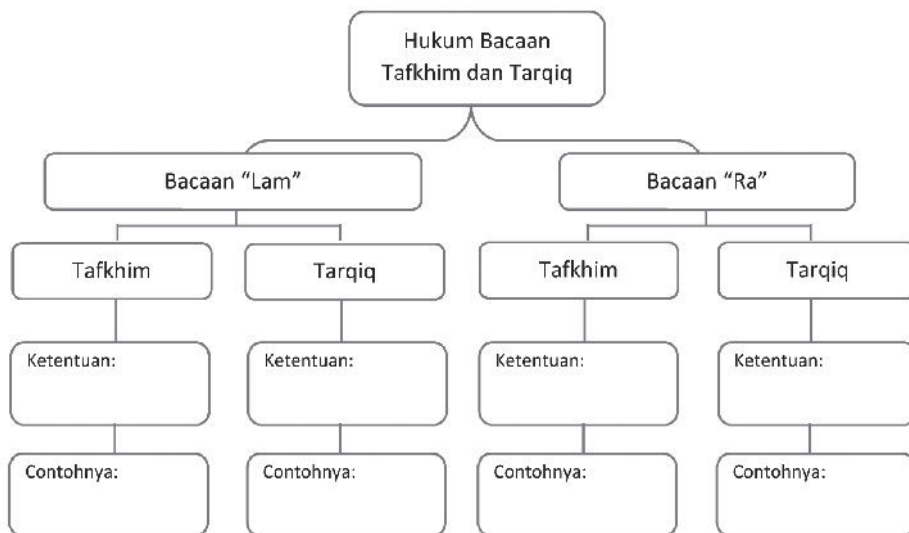 Hukum Bacaan
Tafkhim dan Tarqiq
Bacaan “Lam”
Bacaan “Ra”
Tafkhim
Tarqiq
Tafkhim
Tarqiq
Ketentuan:
Ketentuan:
Ketentuan:
Ketentuan:
Contohnya:
Contohnya:
Contohnya:
Contohnya: